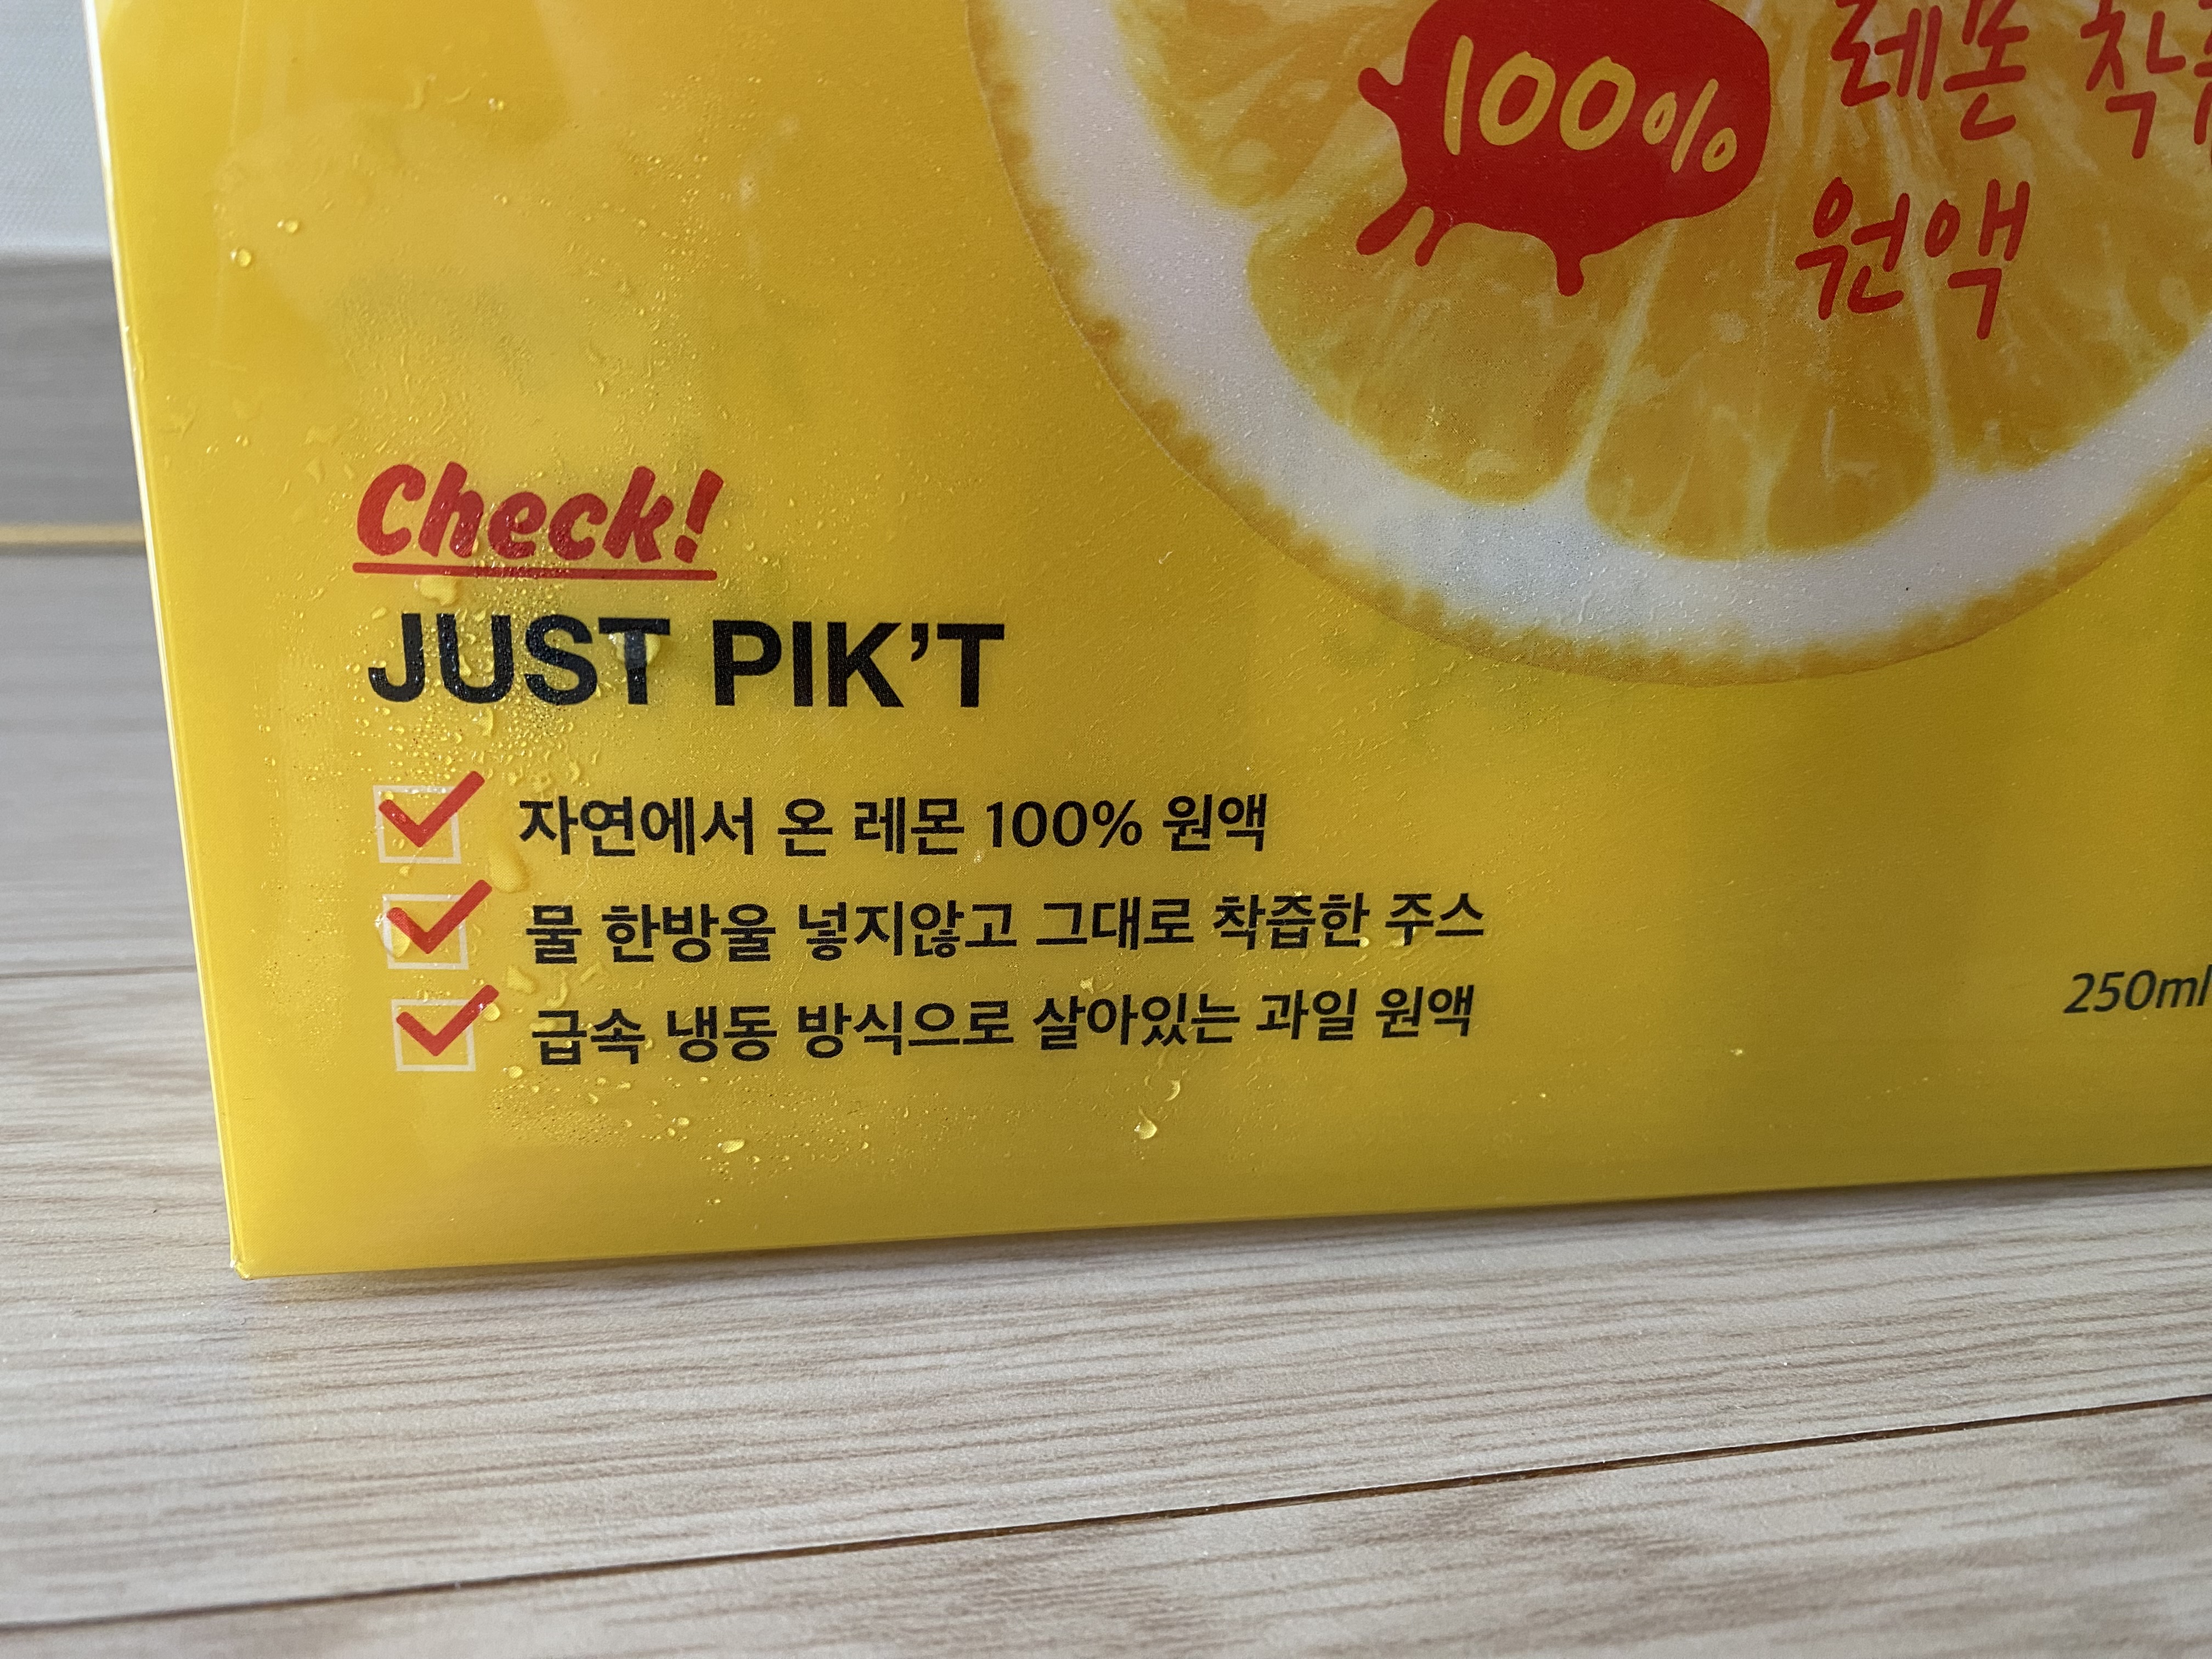 100% 레몬
원액
Check!
JUST PIK'T
자연에서 온 레몬 100% 원액
물 한방울 넣지않고 그대로 착즙한 주스
급속 냉동 방식으로 살아있는 과일 원액
250ml